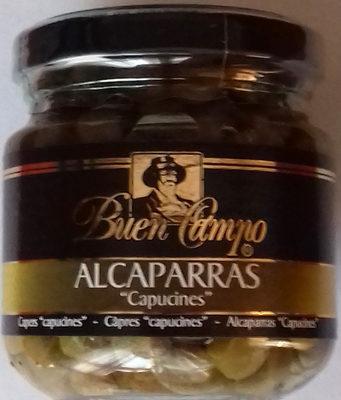 Buen Campo
ALCAPARRAS
"Capucines"
Capers "capucines" - Câpres "capucines" - Alcaparras "Capucines"